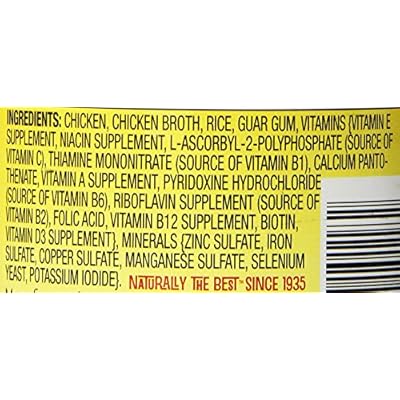 INGREDIENTS: CHICKEN, CHICKEN BROTH, RICE, GUAR GUM, VITAMINS {VITAMIN E
SUPPLEMENT, NIACIN SUPPLEMENT, L-ASCORBYL-2-POLYPHOSPHATE (SOURCE OF
VITAMIN C), THIAMINE MONONITRATE (SOURCE OF VITAMIN B1), CALCIUM PANTO-
THENATE, VITAMIN A SUPPLEMENT, PYRIDOXINE HYDROCHLORIDE
(SOURCE OF VITAMIN B6), RIBOFLAVIN SUPPLEMENT (SOURCE OF
VITAMIN B2), FOLIC ACID, VITAMIN B12 SUPPLEMENT, BIOTIN,
VITAMIN D3 SUPPLEMENT}, MINERALS {ZINC SULFATE, IRON
SULFATE, COPPER SULFATE, MANGANESE SULFATE, SELENIUM
YEAST, POTASSIUM IODIDE}. NATURALLY THE BEST™ SINCE 1935